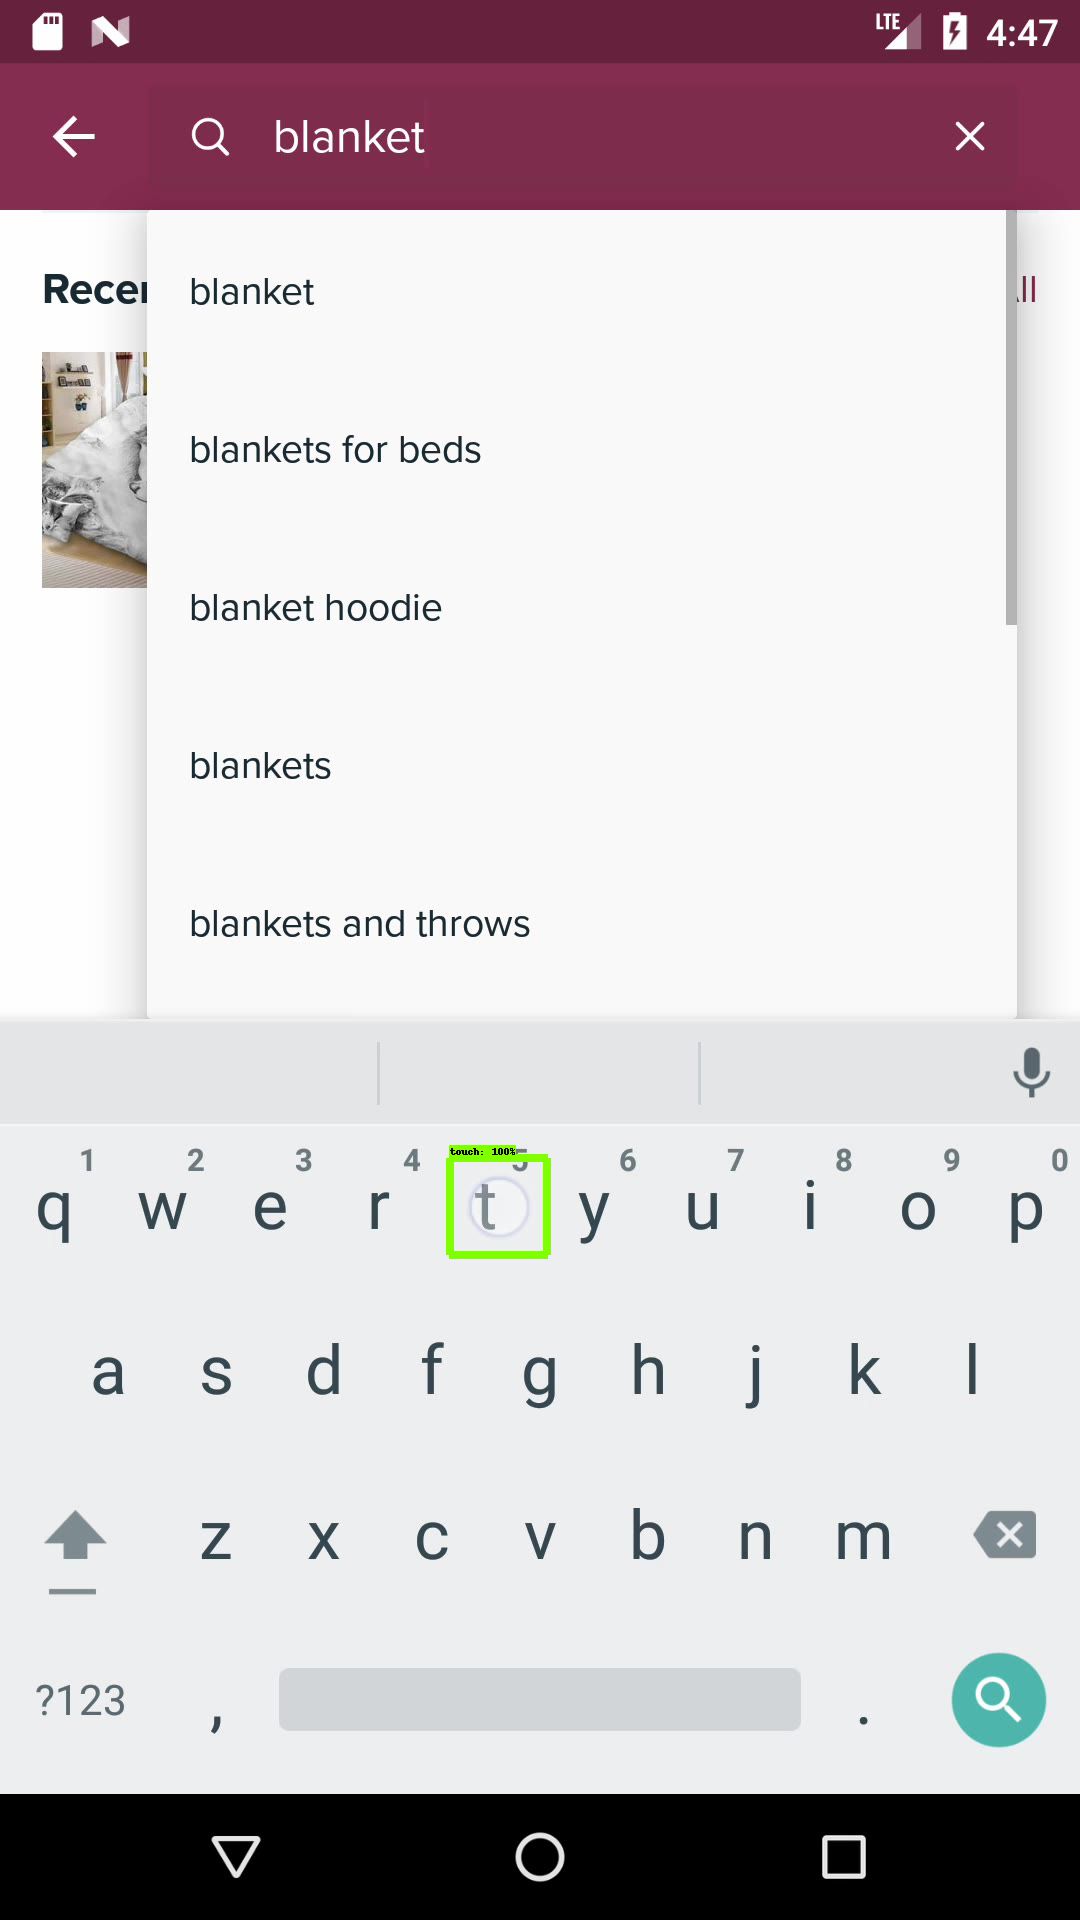 LTE 4:47
blanket
Recen
ll
blanket
blankets for beds
blanket hoodie
blankets
blankets and throws
touch: 100%
1 2 3 4 5 6 7 8 9 0
q w e r t y u i o p
a s d f g h j k l
z x c v b n m
?123 , .